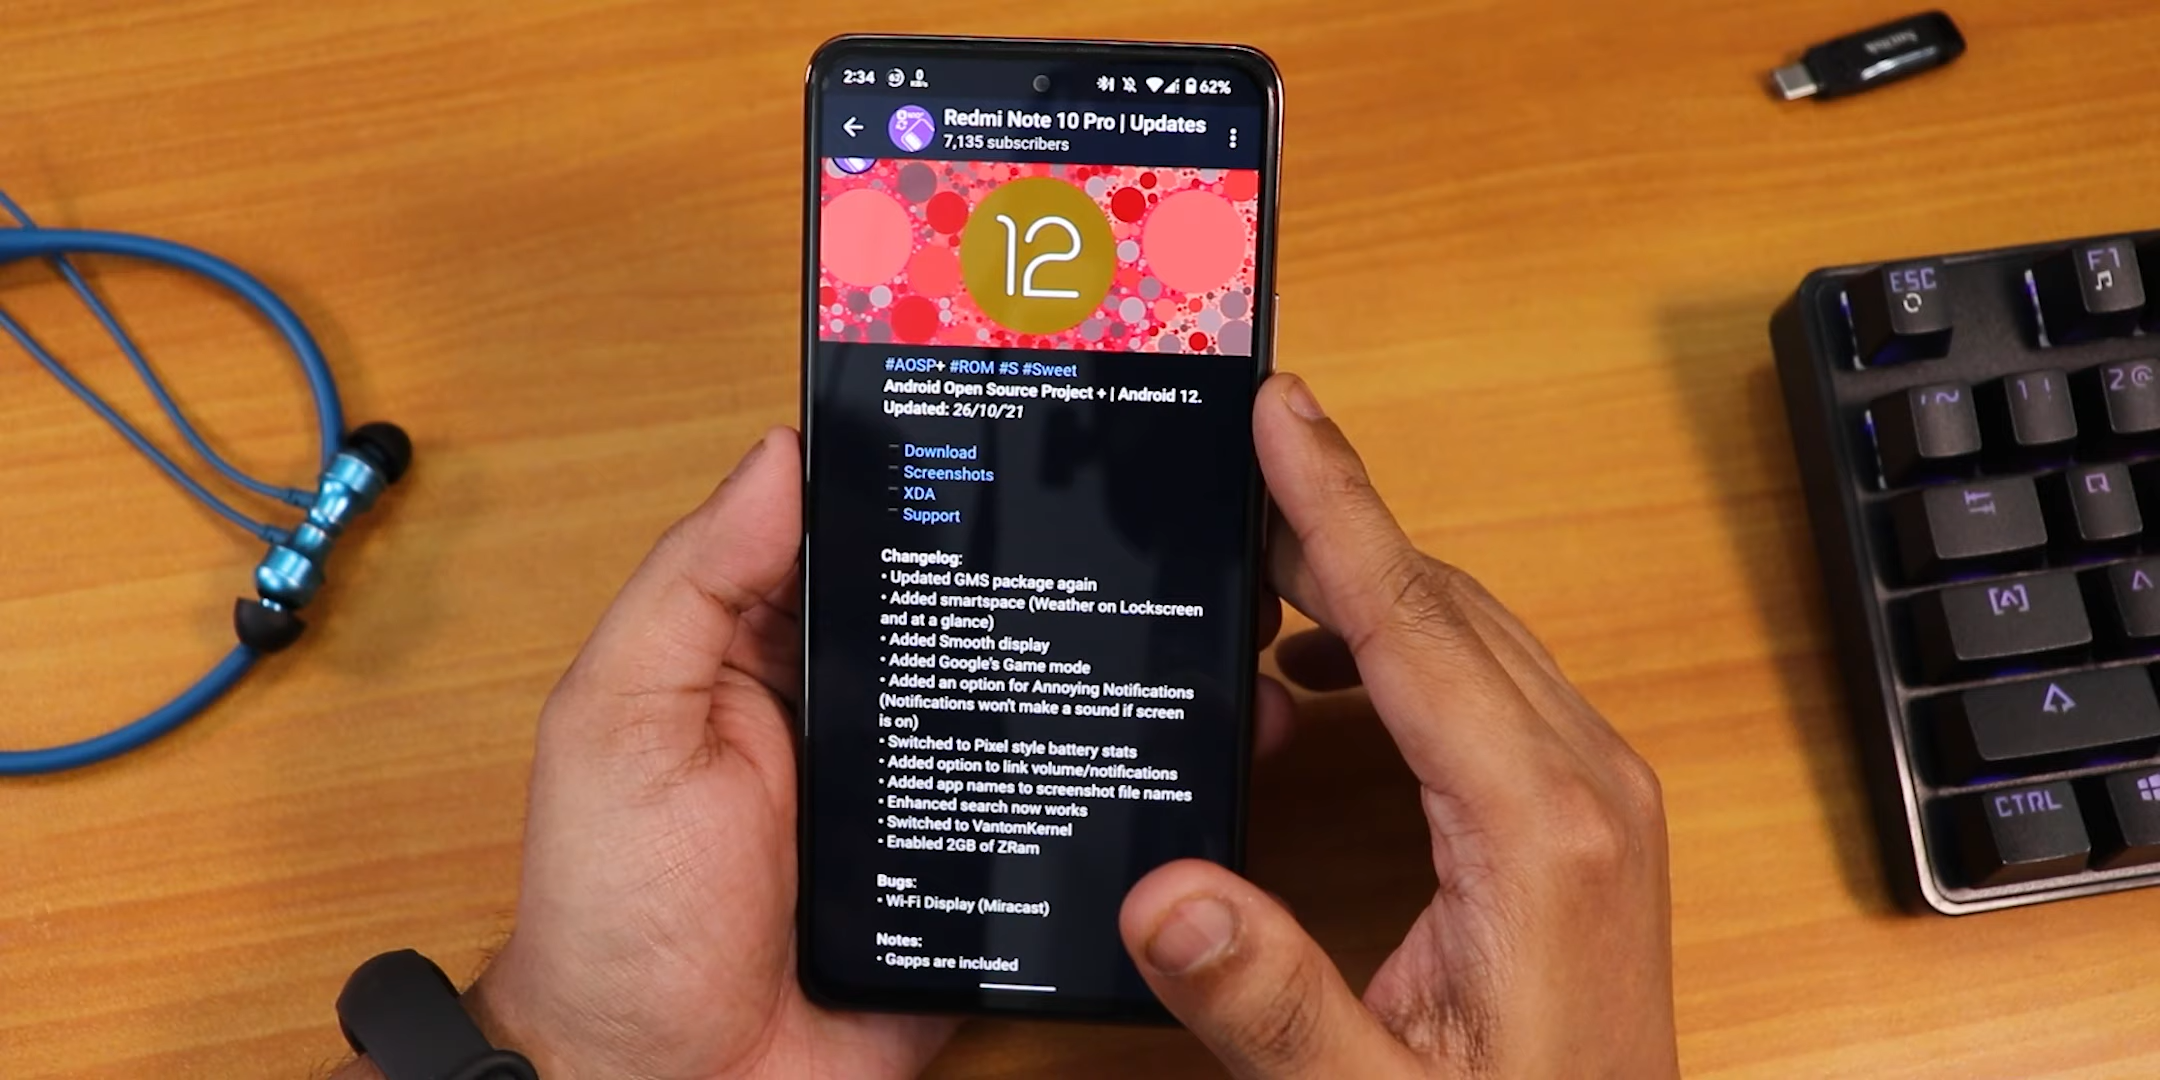 2:34 62%
Redmi Note 10 Pro | Updates
7,135 subscribers
12
#AOSP+ #ROM #S #Sweet
Android Open Source Project + | Android 12.
Updated: 26/10/'21
Download
Screenshots
XDA
Support
Changelog:
• Updated GMS package again
• Added smartspace (Weather on Lockscreen
and at a glance)
• Added Smooth display
• Added Google's Game mode
• Added an option for Annoying Notifications
(Notifications won't make a sound if screen
is on)
• Switched to Pixel style battery stats
• Added option to link volume/notifications
• Added app names to screenshot file names
• Enhanced search now works
• Switched to VantomKernel
• Enabled 2GB of ZRam
Bugs:
• Wi-Fi Display (Miracast)
Notes:
• Gapps are included
ESC F1
1 ! 2 @
Q
CTRL